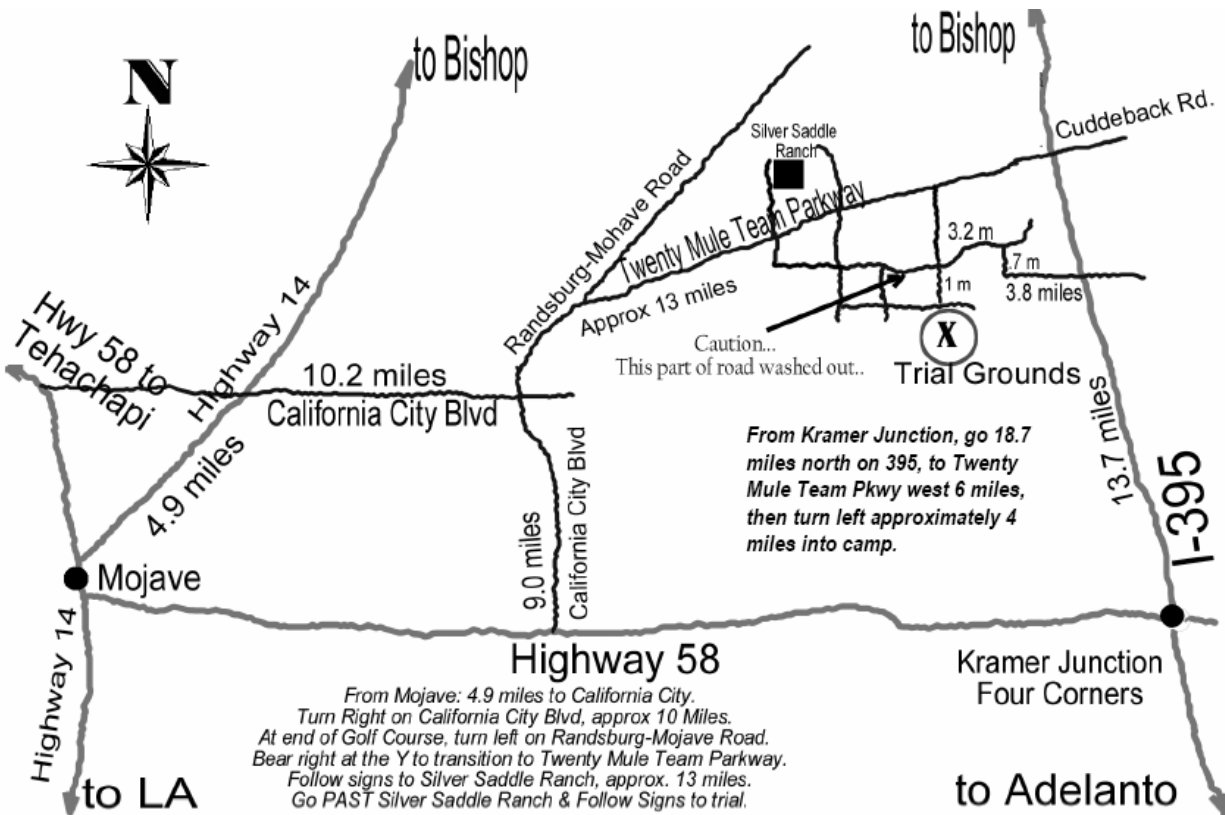 N
to Bishop
to Bishop
Cuddeback Rd.
Silver Saddle
Ranch
Randsburg-Mohave Road
Twenty Mule Team Parkway
Approx 13 miles
3.2 m
.7 m
1 m
3.8 miles
Caution...
This part of road washed out..
X
Trial Grounds
Hwy 58 to
Tehachapi
Highway 14
10.2 miles
California City Blvd
4.9 miles
13.7 miles
I-395
From Kramer Junction, go 18.7
miles north on 395, to Twenty
Mule Team Pkwy west 6 miles,
then turn left approximately 4
miles into camp.
9.0 miles
California City Blvd
Mojave
Highway 14
Highway 58
Kramer Junction
Four Corners
From Mojave: 4.9 miles to California City.
Turn Right on California City Blvd, approx 10 Miles.
At end of Golf Course, turn left on Randsburg-Mojave Road.
Bear right at the Y to transition to Twenty Mule Team Parkway.
Follow signs to Silver Saddle Ranch, approx. 13 miles.
Go PAST Silver Saddle Ranch & Follow Signs to trial.
to LA
to Adelanto